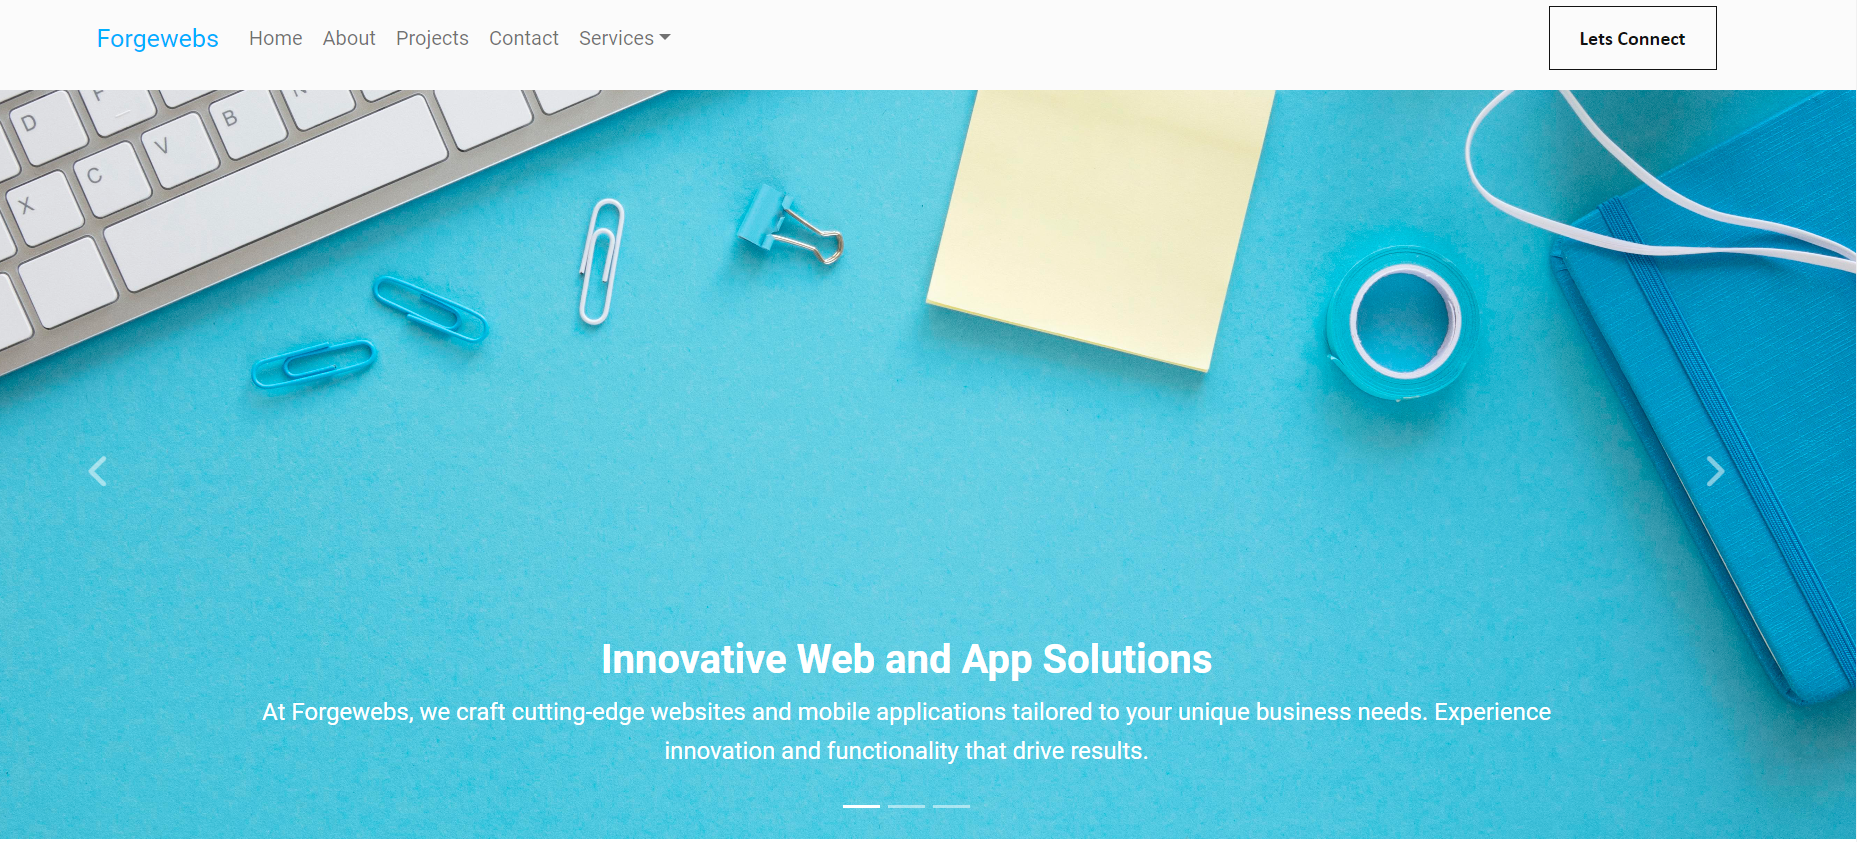 Forgewebs Home About Projects Contact Services Lets Connect
D F N
X C V B
Innovative Web and App Solutions
At Forgewebs, we craft cutting-edge websites and mobile applications tailored to your unique business needs. Experience
innovation and functionality that drive results.